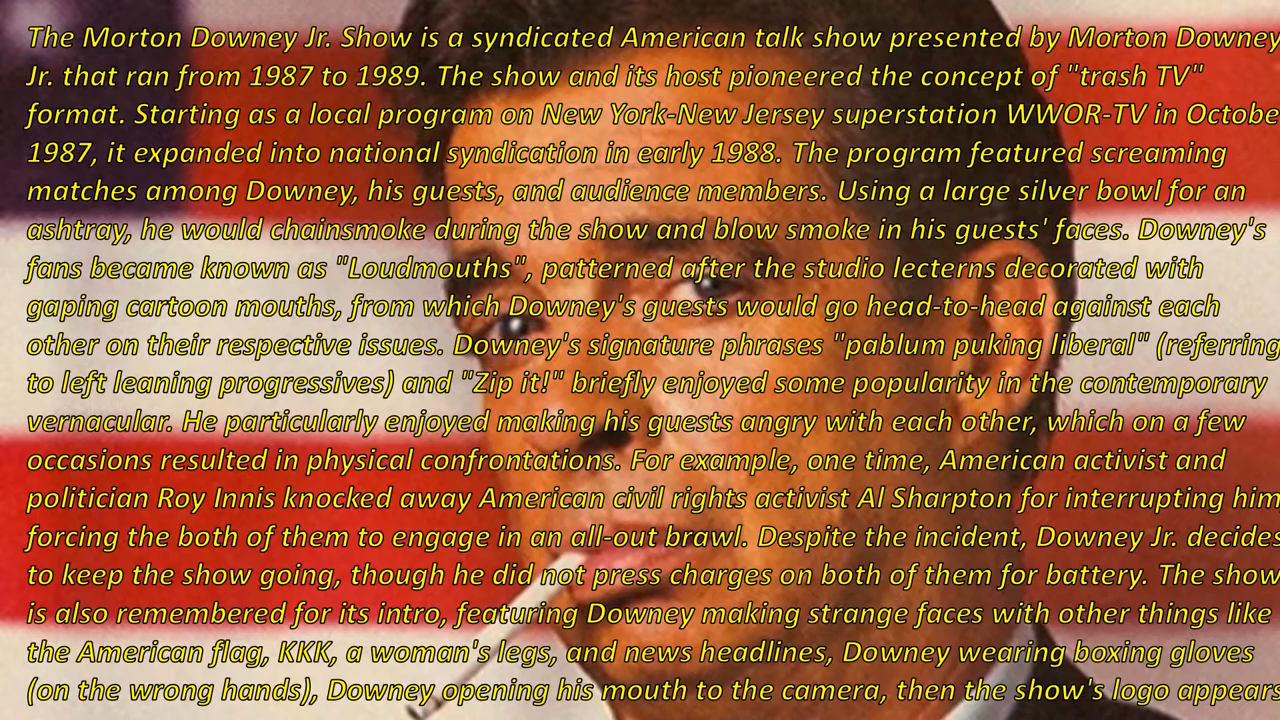 The Morton Downey Jr. Show is a syndicated American talk show presented by Morton Downey
Jr. that ran from 1987 to 1989. The show and its host pioneered the concept of "trash TV"
format. Starting as a local program on New York-New Jersey superstation WWOR-TV in Octobe
1987, it expanded into national syndication in early 1988. The program featured screaming
matches among Downey, his guests, and audience members. Using a large silver bowl for an
ashtray, he would chainsmoke during the show and blow smoke in his guests' faces. Downey's
fans became known as "Loudmouths", patterned after the studio lecterns decorated with
gaping cartoon mouths, from which Downey's guests would go head-to-head against each
other on their respective issues. Downey's signature phrases "pablum puking liberal" (referring
to left leaning progressives) and "Zip it!" briefly enjoyed some popularity in the contemporary
vernacular. He particularly enjoyed making his guests angry with each other, which on a few
occasions resulted in physical confrontations. For example, one time, American activist and
politician Roy Innis knocked away American civil rights activist Al Sharpton for interrupting him
forcing the both of them to engage in an all-out brawl. Despite the incident, Downey Jr. decides
to keep the show going, though he did not press charges on both of them for battery. The show
is also remembered for its intro, featuring Downey making strange faces with other things like
the American flag, KKK, a woman's legs, and news headlines, Downey wearing boxing gloves
(on the wrong hands), Downey opening his mouth to the camera, then the show's logo appears